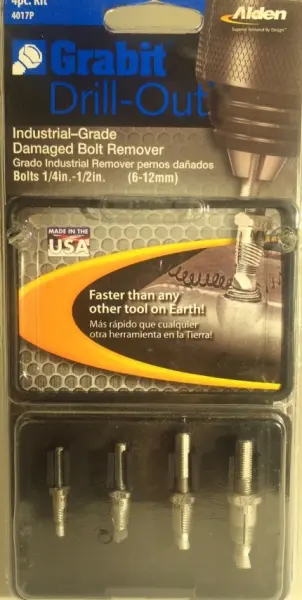 4pc. Kit
4017P
Alden
Superior Fastening By Design™
Grabit
Drill-Out
Industrial–Grade
Damaged Bolt Remover
Grado Industrial Remover pernos dañados
Bolts 1/4in.-1/2in. (6-12mm)
MADE IN THE
USA
Faster than any
other tool on Earth!
Más rápido que cualquier
otra herramienta en la Tierra!